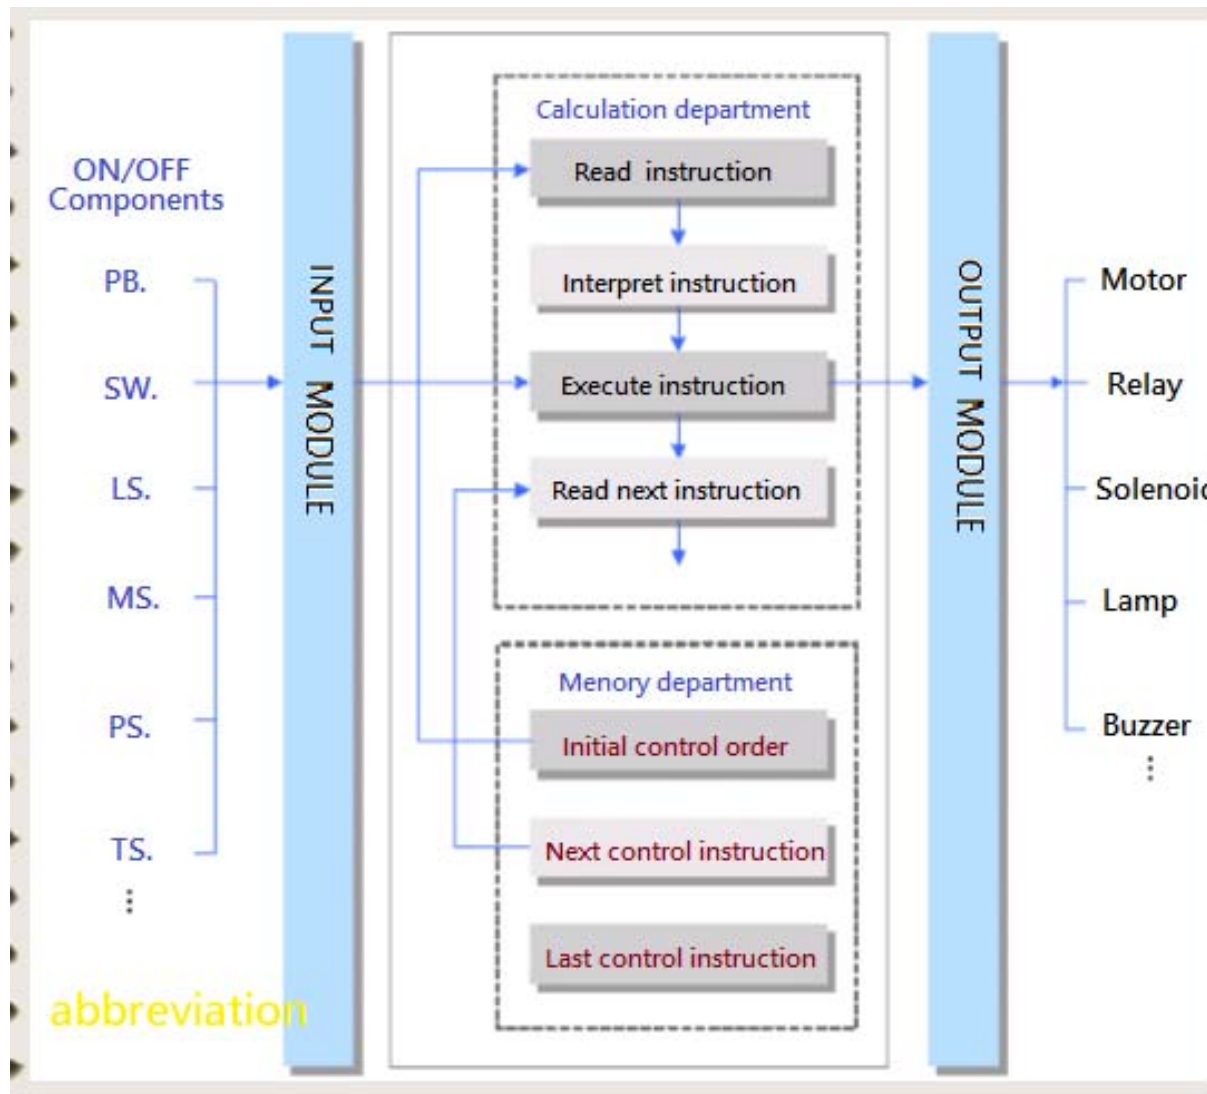 ON/OFF
Components
PB.
SW.
LS.
MS.
PS.
TS.
abbreviation
INPUT MODULE
Calculation department
Read instruction
Interpret instruction
Execute instruction
Read next instruction
Menory department
Initial control order
Next control instruction
Last control instruction
OUTPUT MODULE
Motor
Relay
Solenoid
Lamp
Buzzer